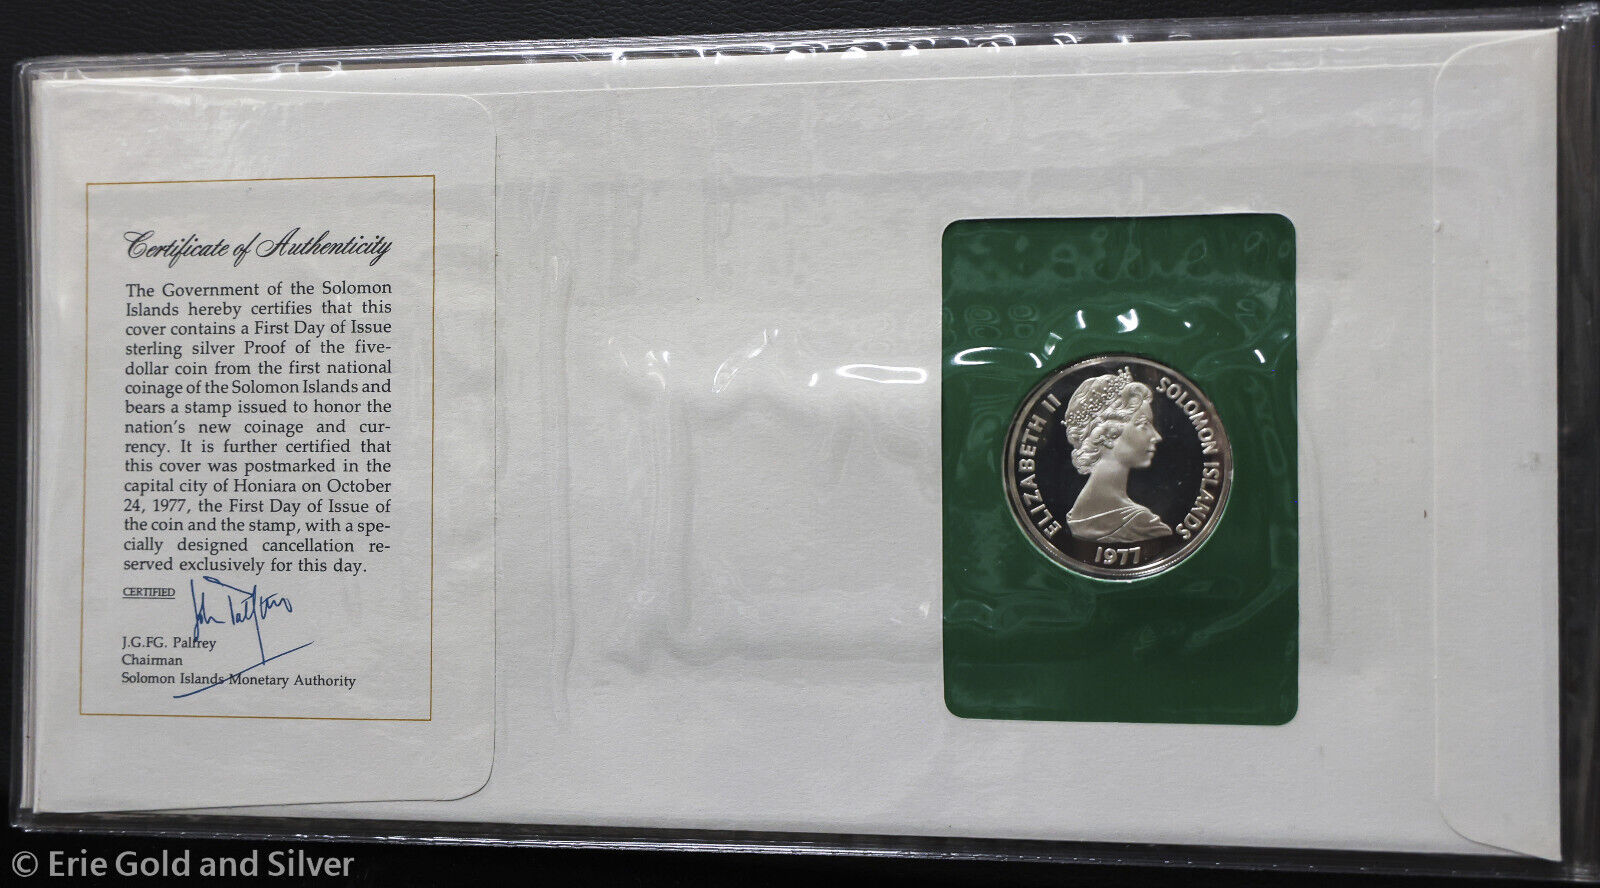 Certificate of Authenticity
The Government of the Solomon
Islands hereby certifies that this
cover contains a First Day of Issue
sterling silver Proof of the five-
dollar coin from the first national
coinage of the Solomon Islands and
bears a stamp issued to honor the
nation's new coinage and cur-
rency. It is further certified that
this cover was postmarked in the
capital city of Honiara on October
24, 1977, the First Day of Issue of
the coin and the stamp, with a spe-
cially designed cancellation re-
served exclusively for this day.
CERTIFIED
John Palfrey
J.G.FG. Palfrey
Chairman
Solomon Islands Monetary Authority
ELIZABETH II
SOLOMON ISLANDS
1977
© Erie Gold and Silver